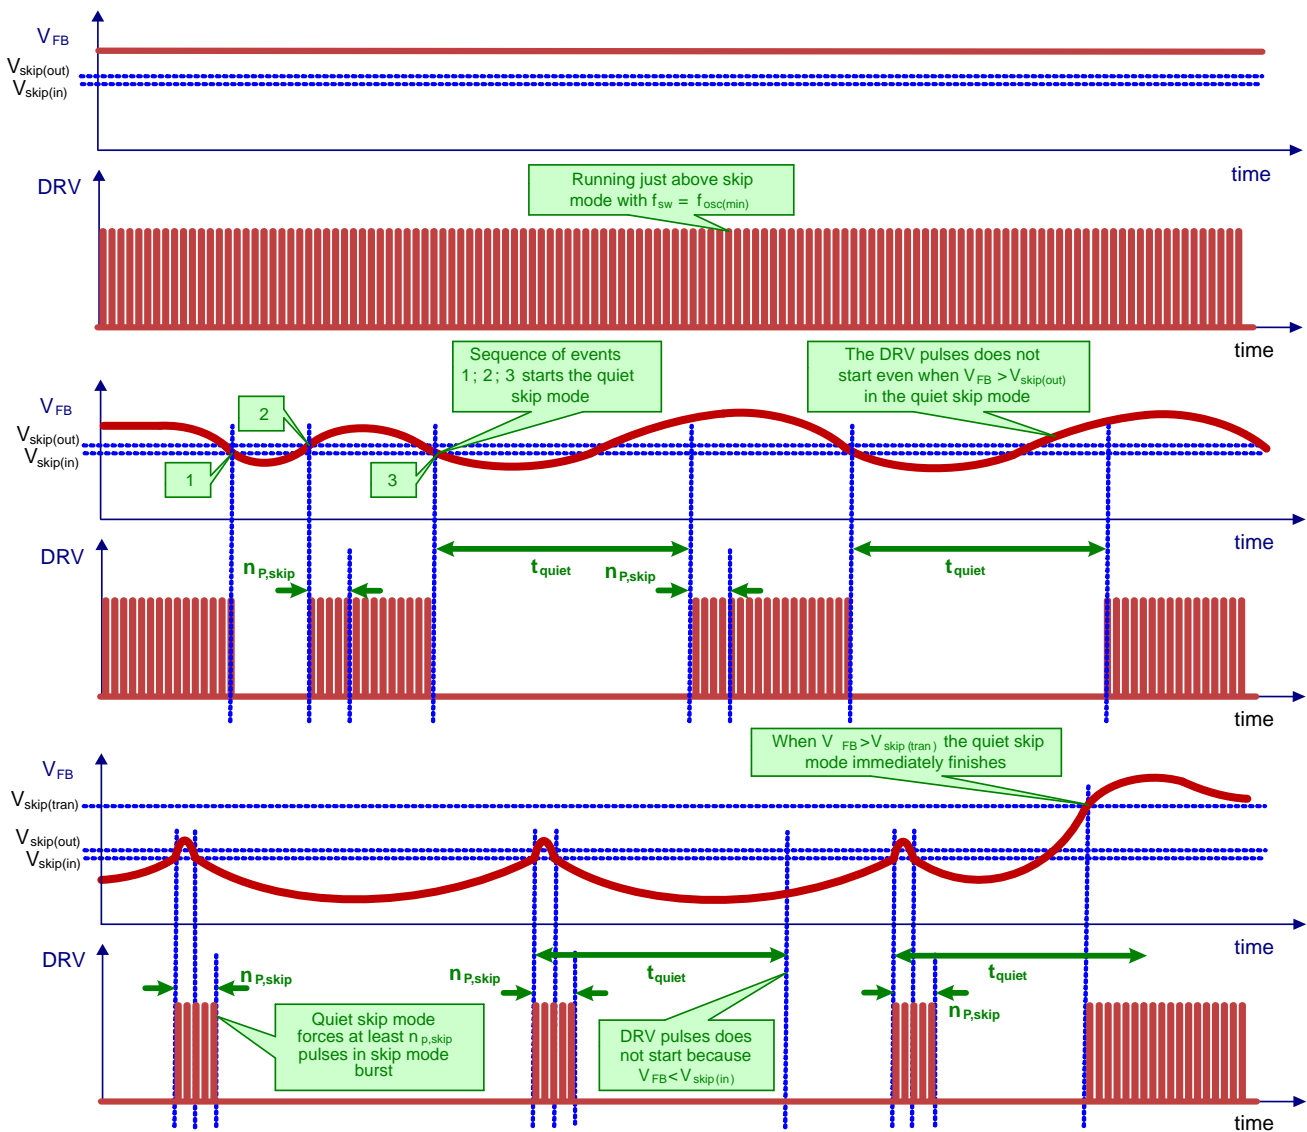 V FB
Vskip(out)
Vskip(in)
time
DRV
Running just above skip
mode with fsw = fosc(min)
time
Sequence of events
1; 2; 3 starts the quiet
skip mode
The DRV pulses does not
start even when VFB >Vskip(out)
in the quiet skip mode
VFB
2
Vskip(out)
Vskip(in)
1
3
time
DRV
nP,skip
tquiet
nP,skip
tquiet
time
When V FB>Vskip(tran) the quiet skip
mode immediately finishes
VFB
Vskip(tran)
Vskip(out)
Vskip(in)
time
DRV
nP,skip
nP,skip
tquiet
tquiet
nP,skip
Quiet skip mode
forces at least np,skip
pulses in skip mode
burst
DRV pulses does
not start because
VFB<Vskip(in)
time